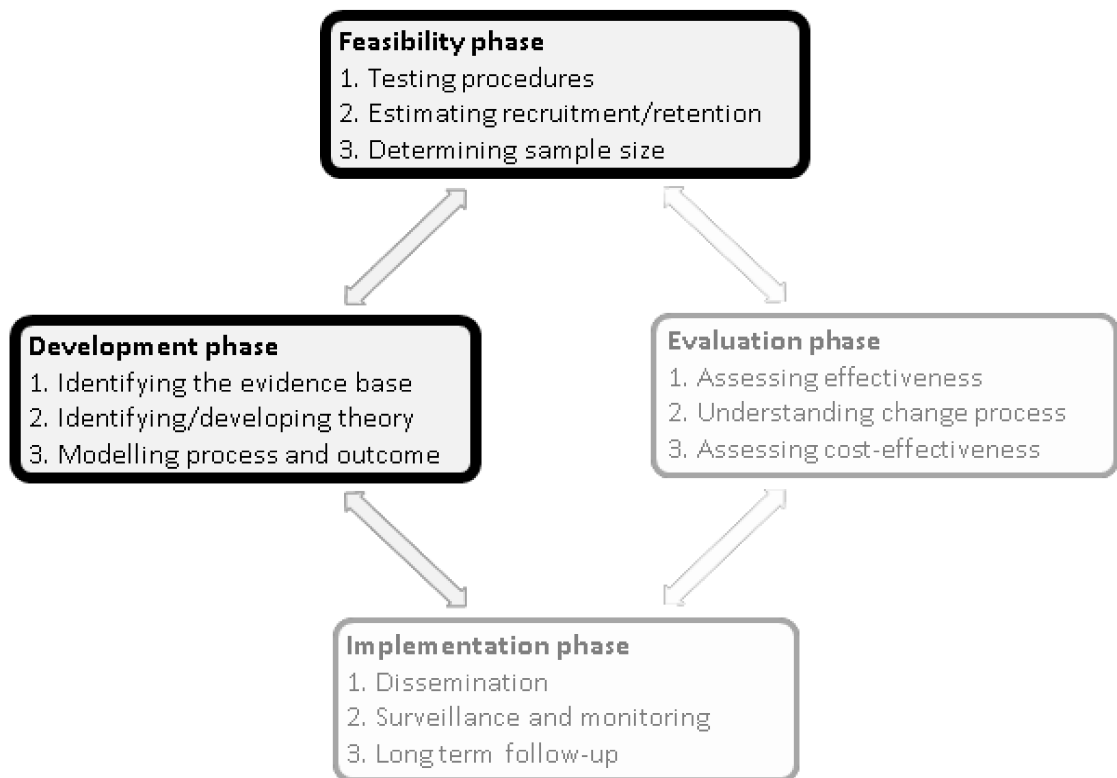 Feasibility phase
1. Testing procedures
2. Estimating recruitment/retention
3. Determining sample size
Development phase
1. Identifying the evidence base
2. Identifying/developing theory
3. Modelling process and outcome
Evaluation phase
1. Assessing effectiveness
2. Understanding change process
3. Assessing cost-effectiveness
Implementation phase
1. Dissemination
2. Surveillance and monitoring
3. Long term follow-up